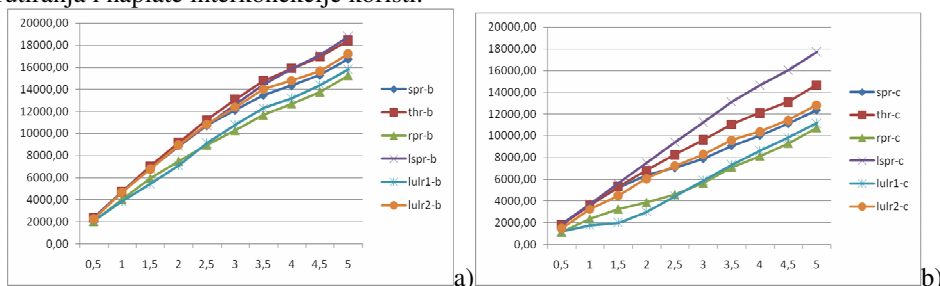 rutiranja i naplate interkonekcije koristi.
20000,00
18000,00
16000,00
14000,00
12000,00
10000,00
8000,00
6000,00
4000,00
2000,00
0,00
0,5 1 1,5 2 2,5 3 3,5 4 4,5 5
spr-b
thr-b
rpr-b
lspr-b
lulr1-b
lulr2-b
a)
20000,00
18000,00
16000,00
14000,00
12000,00
10000,00
8000,00
6000,00
4000,00
2000,00
0,00
0,5 1 1,5 2 2,5 3 3,5 4 4,5 5
spr-c
thr-c
rpr-c
lspr-c
lulr1-c
lulr2-c
b)